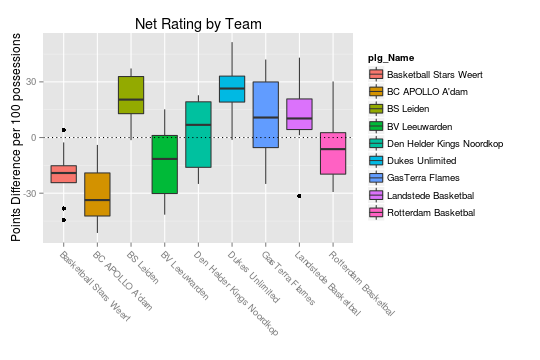 Net Rating by Team
Points Difference per 100 possessions
30
0
-30
Basketball Stars Weert
BC APOLLO A'dam
BS Leiden
BV Leeuwarden
Den Helder Kings Noordkop
Dukes Unlimited
GasTerra Flames
Landstede Basketbal
Rotterdam Basketbal
plg_Name
Basketball Stars Weert
BC APOLLO A'dam
BS Leiden
BV Leeuwarden
Den Helder Kings Noordkop
Dukes Unlimited
GasTerra Flames
Landstede Basketbal
Rotterdam Basketbal